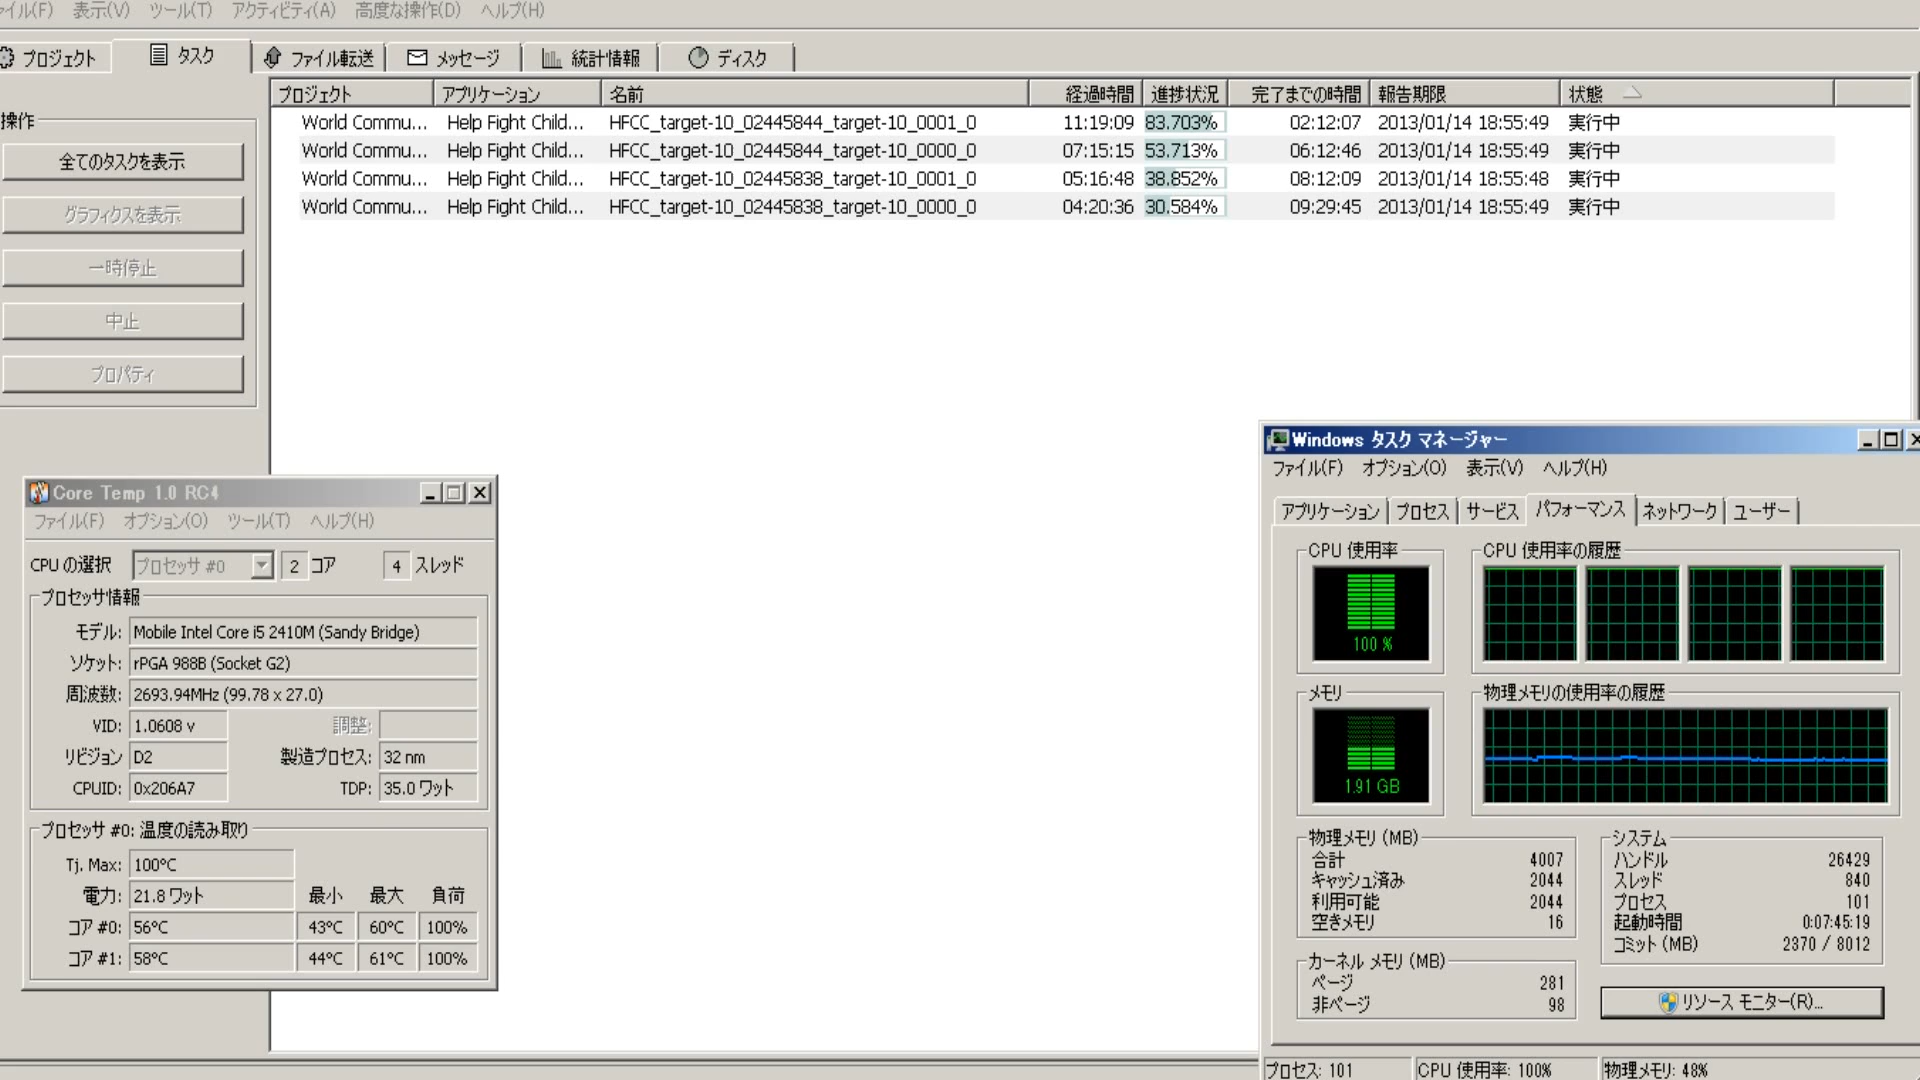 イル(F) 表示(V) ツール(T) アクティビティ(A) 高度な操作(D) ヘルプ(H)
プロジェクト タスク ファイル転送 メッセージ 統計情報 ディスク
操作
全てのタスクを表示
グラフィクスを表示
一時停止
中止
プロパティ
プロジェクト アプリケーション 名前 経過時間 進捗状況 完了までの時間 報告期限 状態
World Commu... Help Fight Child... HFCC_target-10_02445844_target-10_0001_0 11:19:09 83.703% 02:12:07 2013/01/14 18:55:49 実行中
World Commu... Help Fight Child... HFCC_target-10_02445844_target-10_0000_0 07:15:15 53.713% 06:12:46 2013/01/14 18:55:49 実行中
World Commu... Help Fight Child... HFCC_target-10_02445838_target-10_0001_0 05:16:48 38.852% 08:12:09 2013/01/14 18:55:48 実行中
World Commu... Help Fight Child... HFCC_target-10_02445838_target-10_0000_0 04:20:36 30.584% 09:29:45 2013/01/14 18:55:49 実行中
Core Temp 1.0 RC4
ファイル(F) オプション(O) ツール(T) ヘルプ(H)
CPU の選択 プロセッサ #0 2 コア 4 スレッド
プロセッサ情報
モデル: Mobile Intel Core i5 2410M (Sandy Bridge)
ソケット: rPGA 988B (Socket G2)
周波数: 2693.94MHz (99.78 x 27.0)
VID: 1.0608 v 調整:
リビジョン D2 製造プロセス: 32 nm
CPUID: 0x206A7 TDP: 35.0 ワット
プロセッサ #0: 温度の読み取り
Tj. Max: 100°C
電力: 21.8 ワット 最小 最大 負荷
コア #0: 56°C 43°C 60°C 100%
コア #1: 58°C 44°C 61°C 100%
Windows タスク マネージャー
ファイル(F) オプション(O) 表示(V) ヘルプ(H)
アプリケーション プロセス サービス パフォーマンス ネットワーク ユーザー
CPU 使用率 CPU 使用率の履歴
100 %
メモリ 物理メモリの使用率の履歴
1.91 GB
物理メモリ (MB)
合計 4007
キャッシュ済み 2044
利用可能 2044
空きメモリ 16
カーネル メモリ (MB)
ページ 281
非ページ 98
システム
ハンドル 26429
スレッド 840
プロセス 101
起動時間 0:07:45:19
コミット (MB) 2370 / 8012
リソース モニター(R)...
プロセス: 101 CPU 使用率: 100% 物理メモリ: 48%